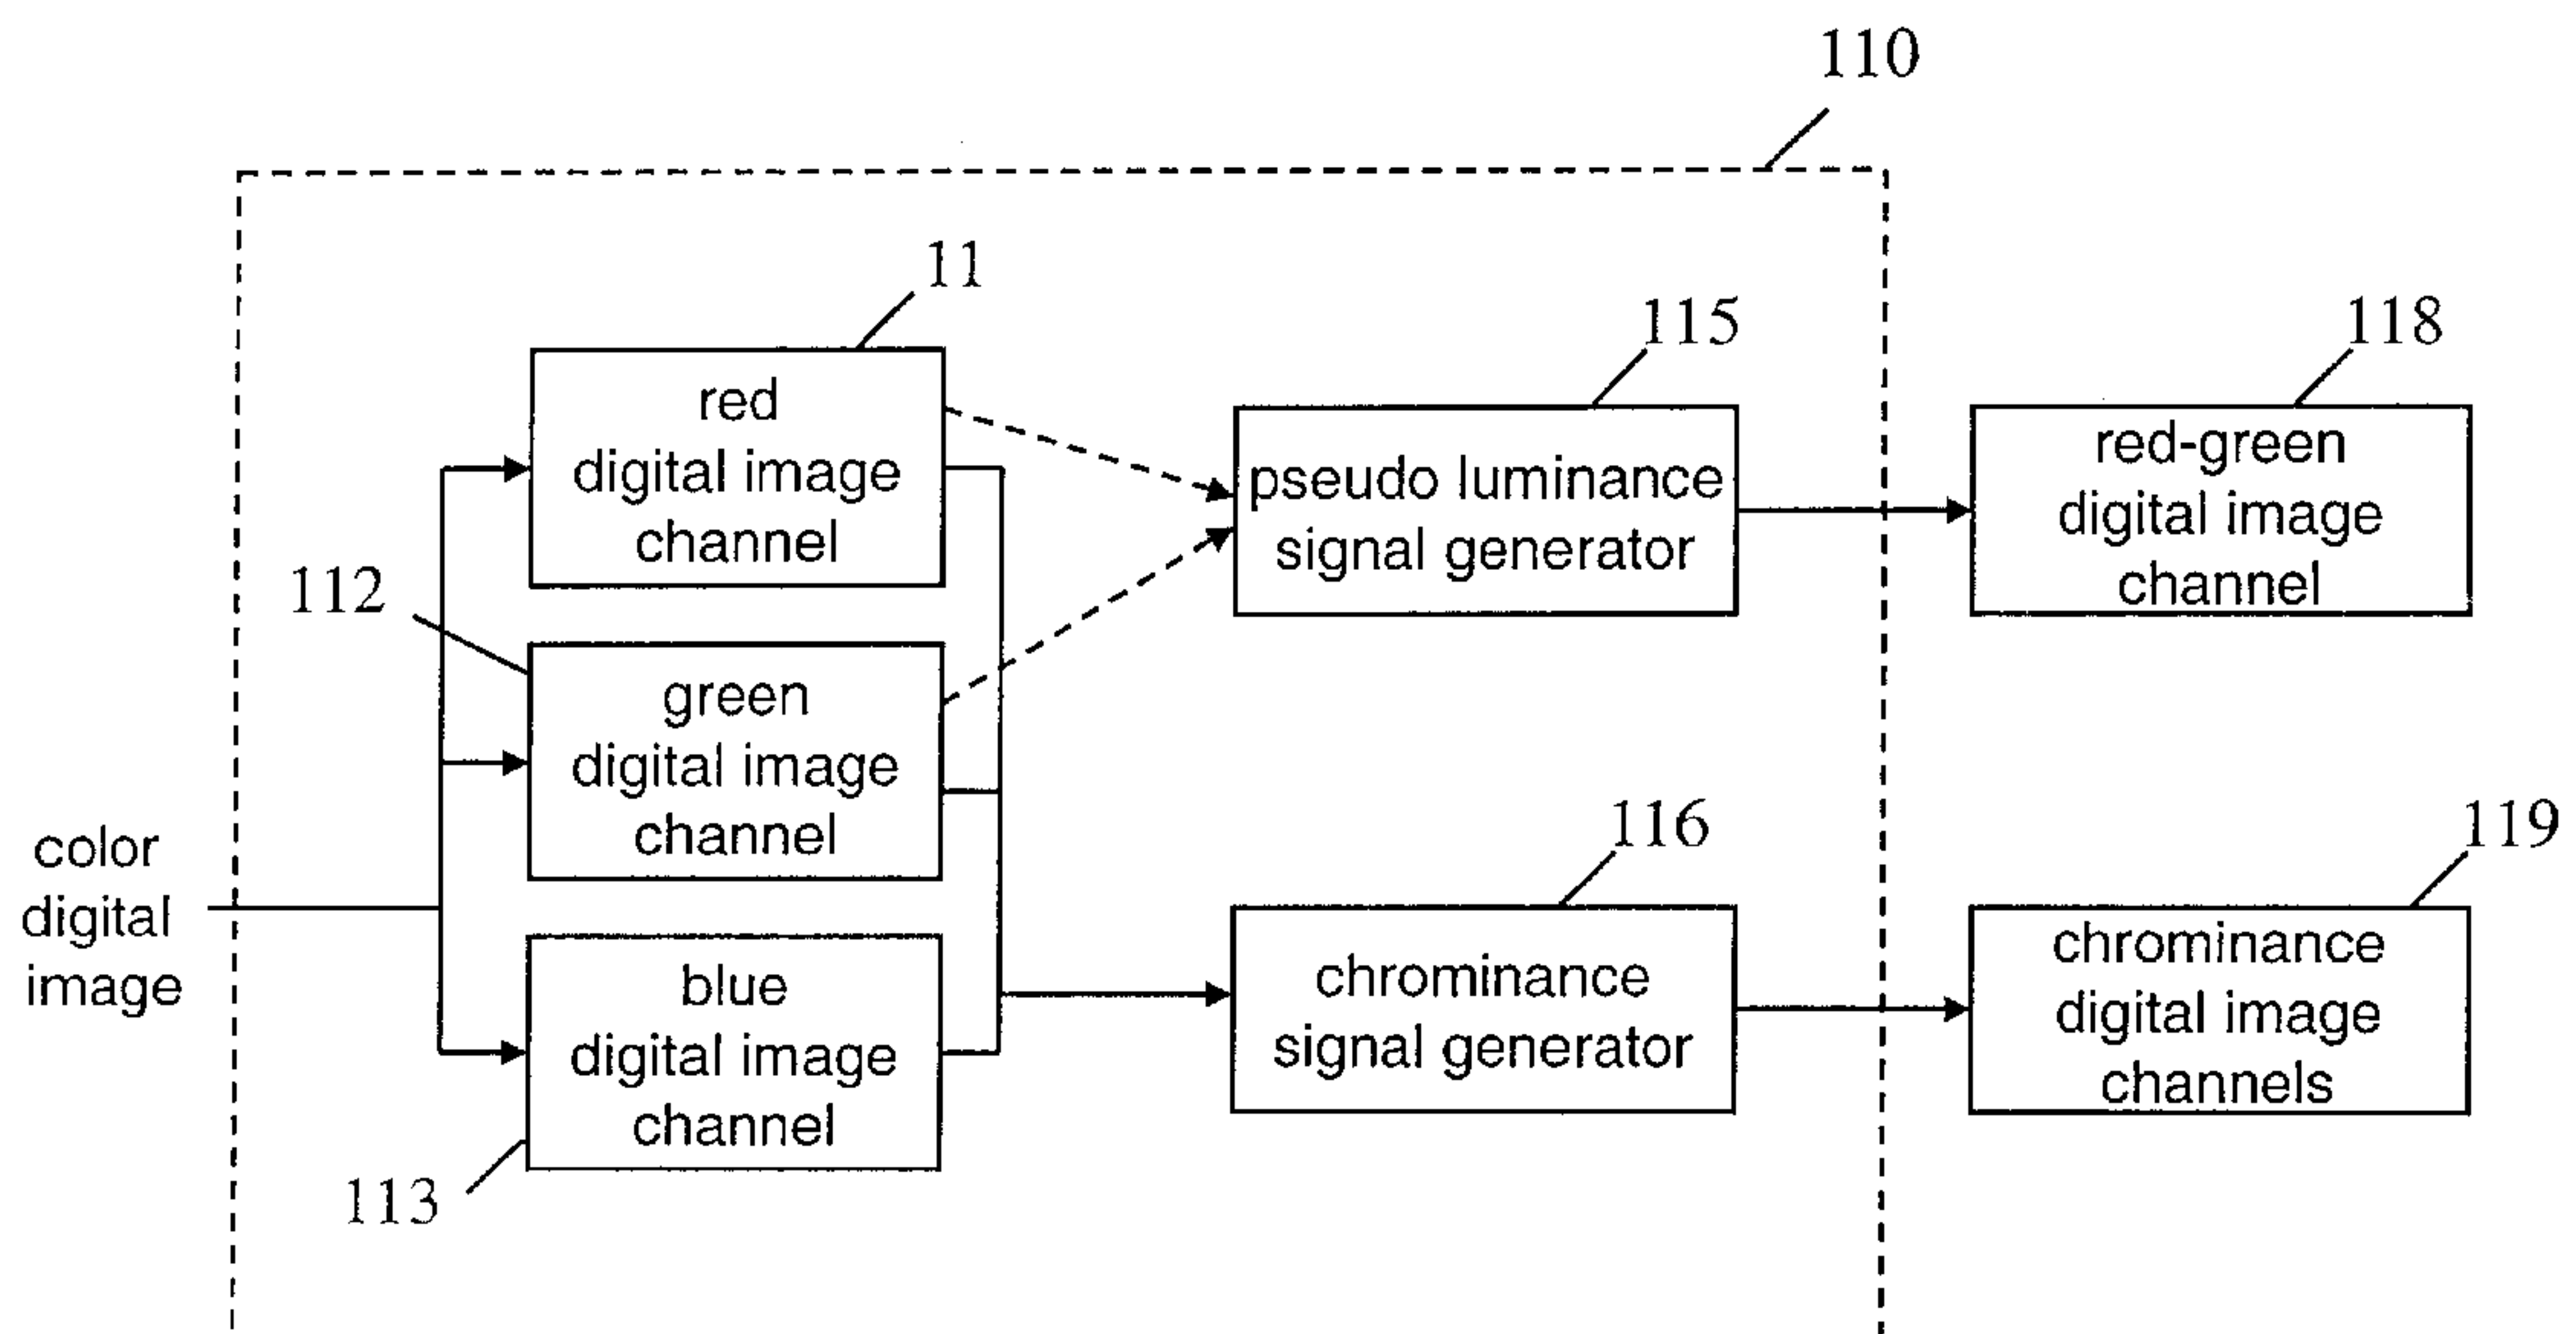 110
11
115
118
red
digital image
channel
pseudo luminance
signal generator
red-green
digital image
channel
112
green
digital image
channel
color
digital
image
116
119
blue
digital image
channel
chrominance
signal generator
chrominance
digital image
channels
113